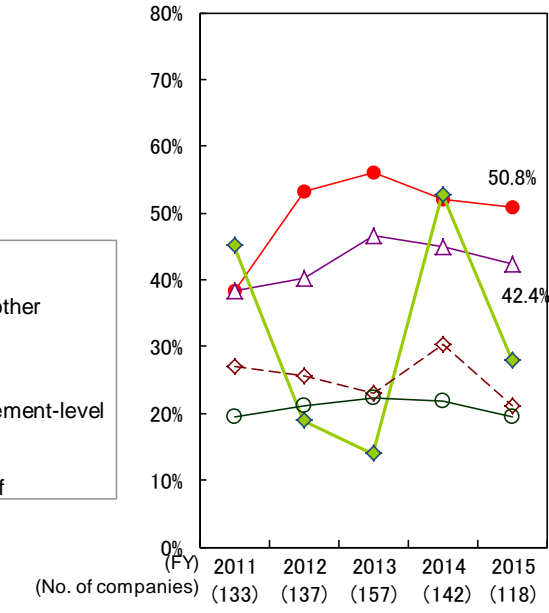 80%
70%
60%
50.8%
50%
40%
42.4%
other
30%
ement-level
20%
f
10%
0%
(FY) 2011 2012 2013 2014 2015
(No. of companies) (133) (137) (157) (142) (118)